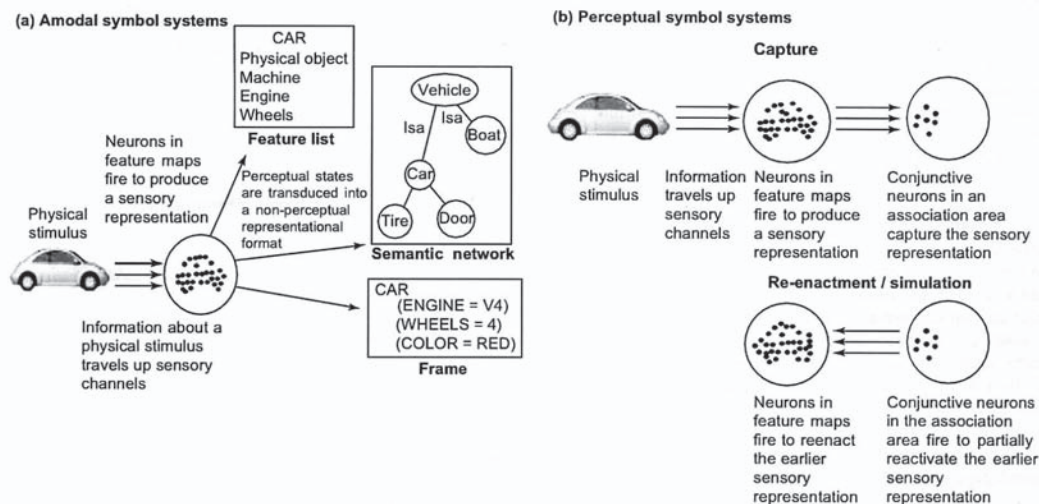 (a) Amodal symbol systems
CAR
Physical object
Machine
Engine
Wheels
Feature list
Neurons in
feature maps
fire to produce
a sensory
representation
Perceptual states
are transduced into
a non-perceptual
representational
format
Physical
stimulus
Information about a
physical stimulus
travels up sensory
channels
Vehicle
Isa
Isa
Boat
Car
Tire
Door
Semantic network
CAR
(ENGINE = V4)
(WHEELS = 4)
(COLOR = RED)
Frame
(b) Perceptual symbol systems
Capture
Physical
stimulus
Information
travels up
sensory
channels
Neurons in
feature maps
fire to produce
a sensory
representation
Conjunctive
neurons in an
association area
capture the sensory
representation
Re-enactment / simulation
Neurons in
feature maps
fire to reenact
the earlier
sensory
representation
Conjunctive neurons
in the association
area fire to partially
reactivate the earlier
sensory
representation